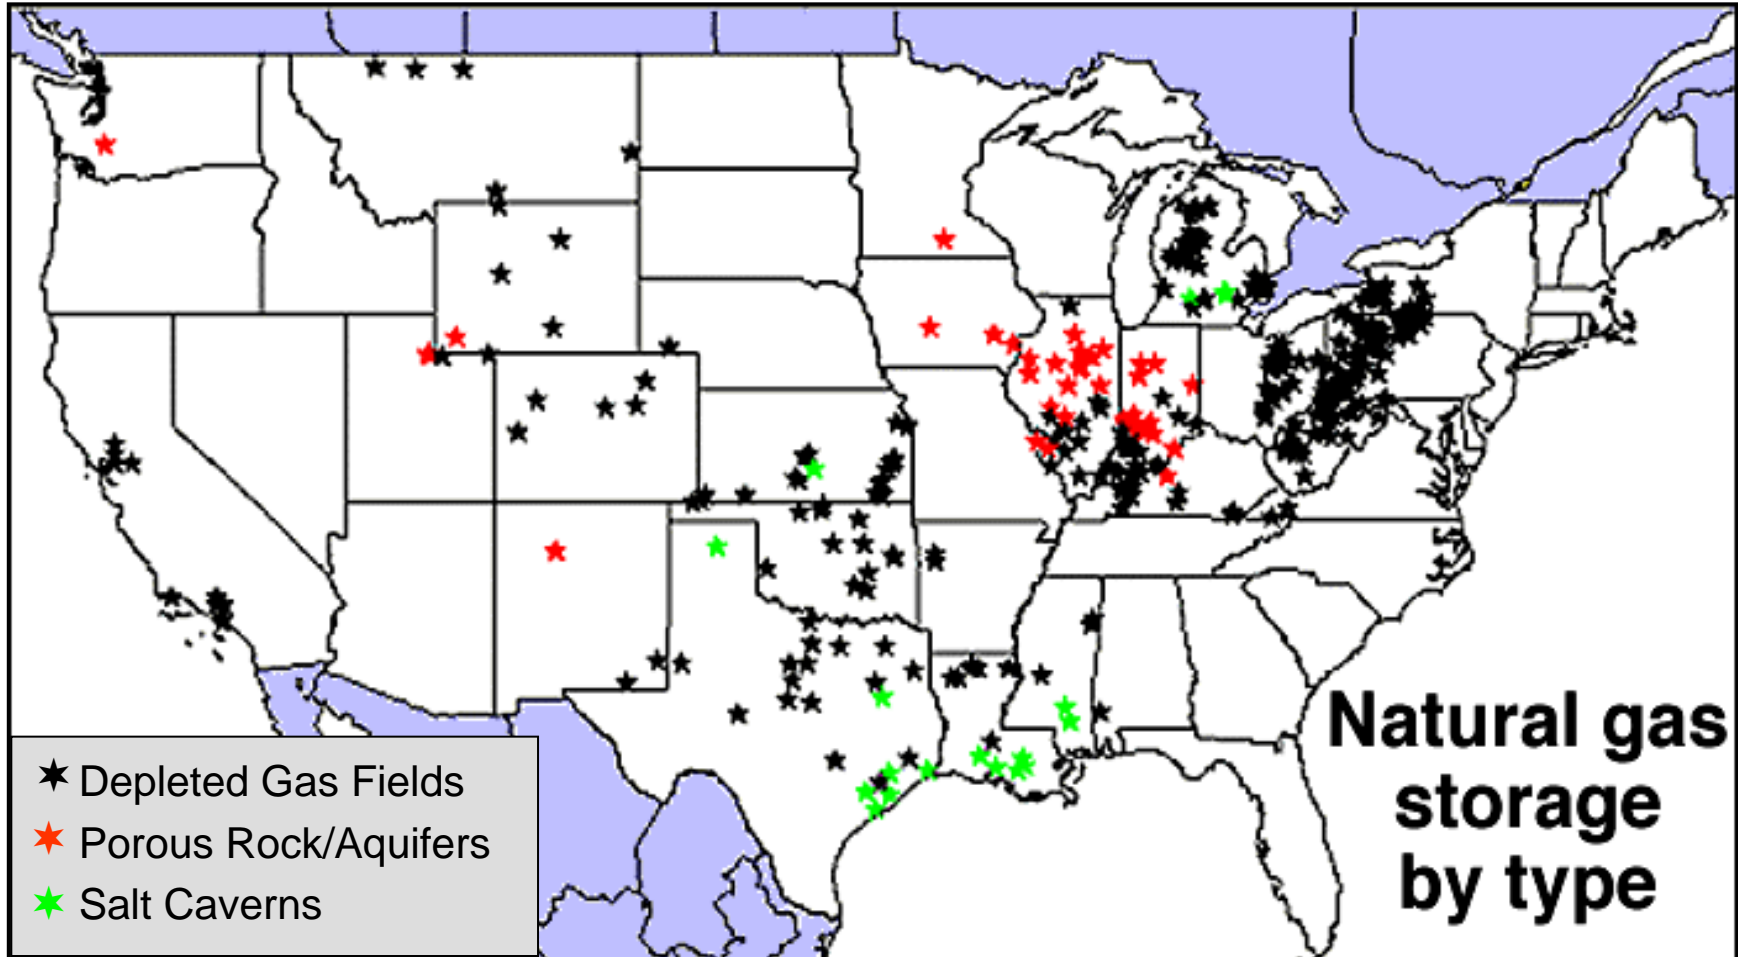 Natural gas
storage
by type
Depleted Gas Fields
Porous Rock/Aquifers
Salt Caverns